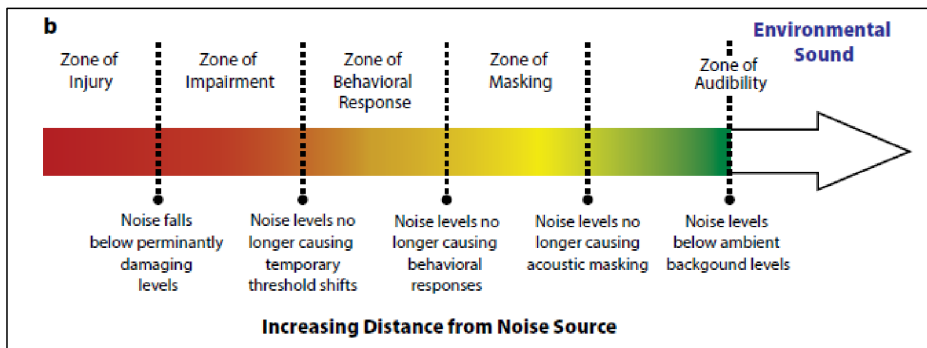 b
Environmental
Sound
Zone of
Injury
Zone of
Impairment
Zone of
Behavioral
Response
Zone of
Masking
Zone of
Audibility
Noise falls
below perminantly
damaging
levels
Noise levels no
longer causing
temporary
threshold shifts
Noise levels no
longer causing
behavioral
responses
Noise levels no
longer causing
acoustic masking
Noise levels
below ambient
backgound levels
Increasing Distance from Noise Source